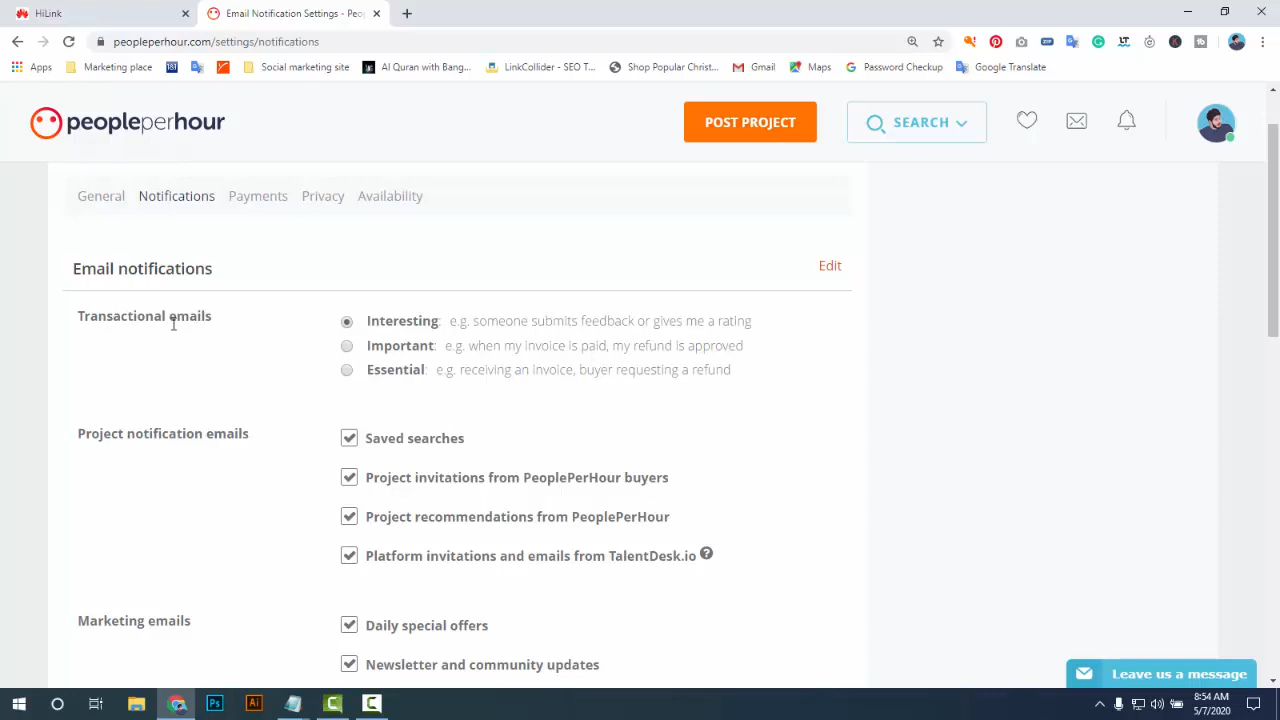 HiLink
Email Notification Settings - Peop
peopleperhour.com/settings/notifications
Apps
Marketing place
Social marketing site
Al Quran with Bang...
LinkCollider - SEO T...
Shop Popular Christ...
Gmail
Maps
Password Checkup
Google Translate
peopleperhour
POST PROJECT
SEARCH
General Notifications Payments Privacy Availability
Email notifications
Edit
Transactional emails
Interesting: e.g. someone submits feedback or gives me a rating
Important: e.g. when my invoice is paid, my refund is approved
Essential: e.g. receiving an invoice, buyer requesting a refund
Project notification emails
Saved searches
Project invitations from PeoplePerHour buyers
Project recommendations from PeoplePerHour
Platform invitations and emails from TalentDesk.io ?
Marketing emails
Daily special offers
Newsletter and community updates
Leave us a message
Ps
Ai
8:54 AM
5/7/2020